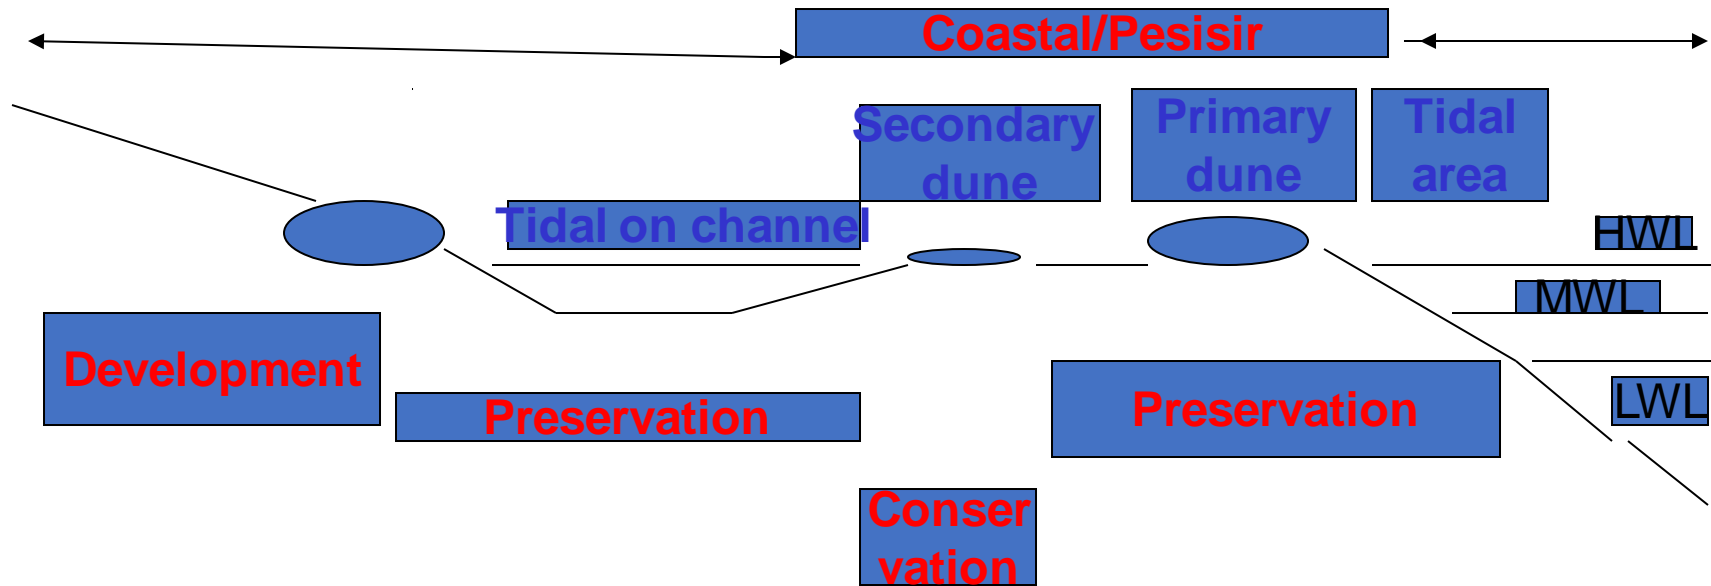 Coastal/Pesisir
Secondary
dune
Primary
dune
Tidal
area
Tidal on channel
HWL
MWL
Development
Preservation
Preservation
LWL
Conser
vation